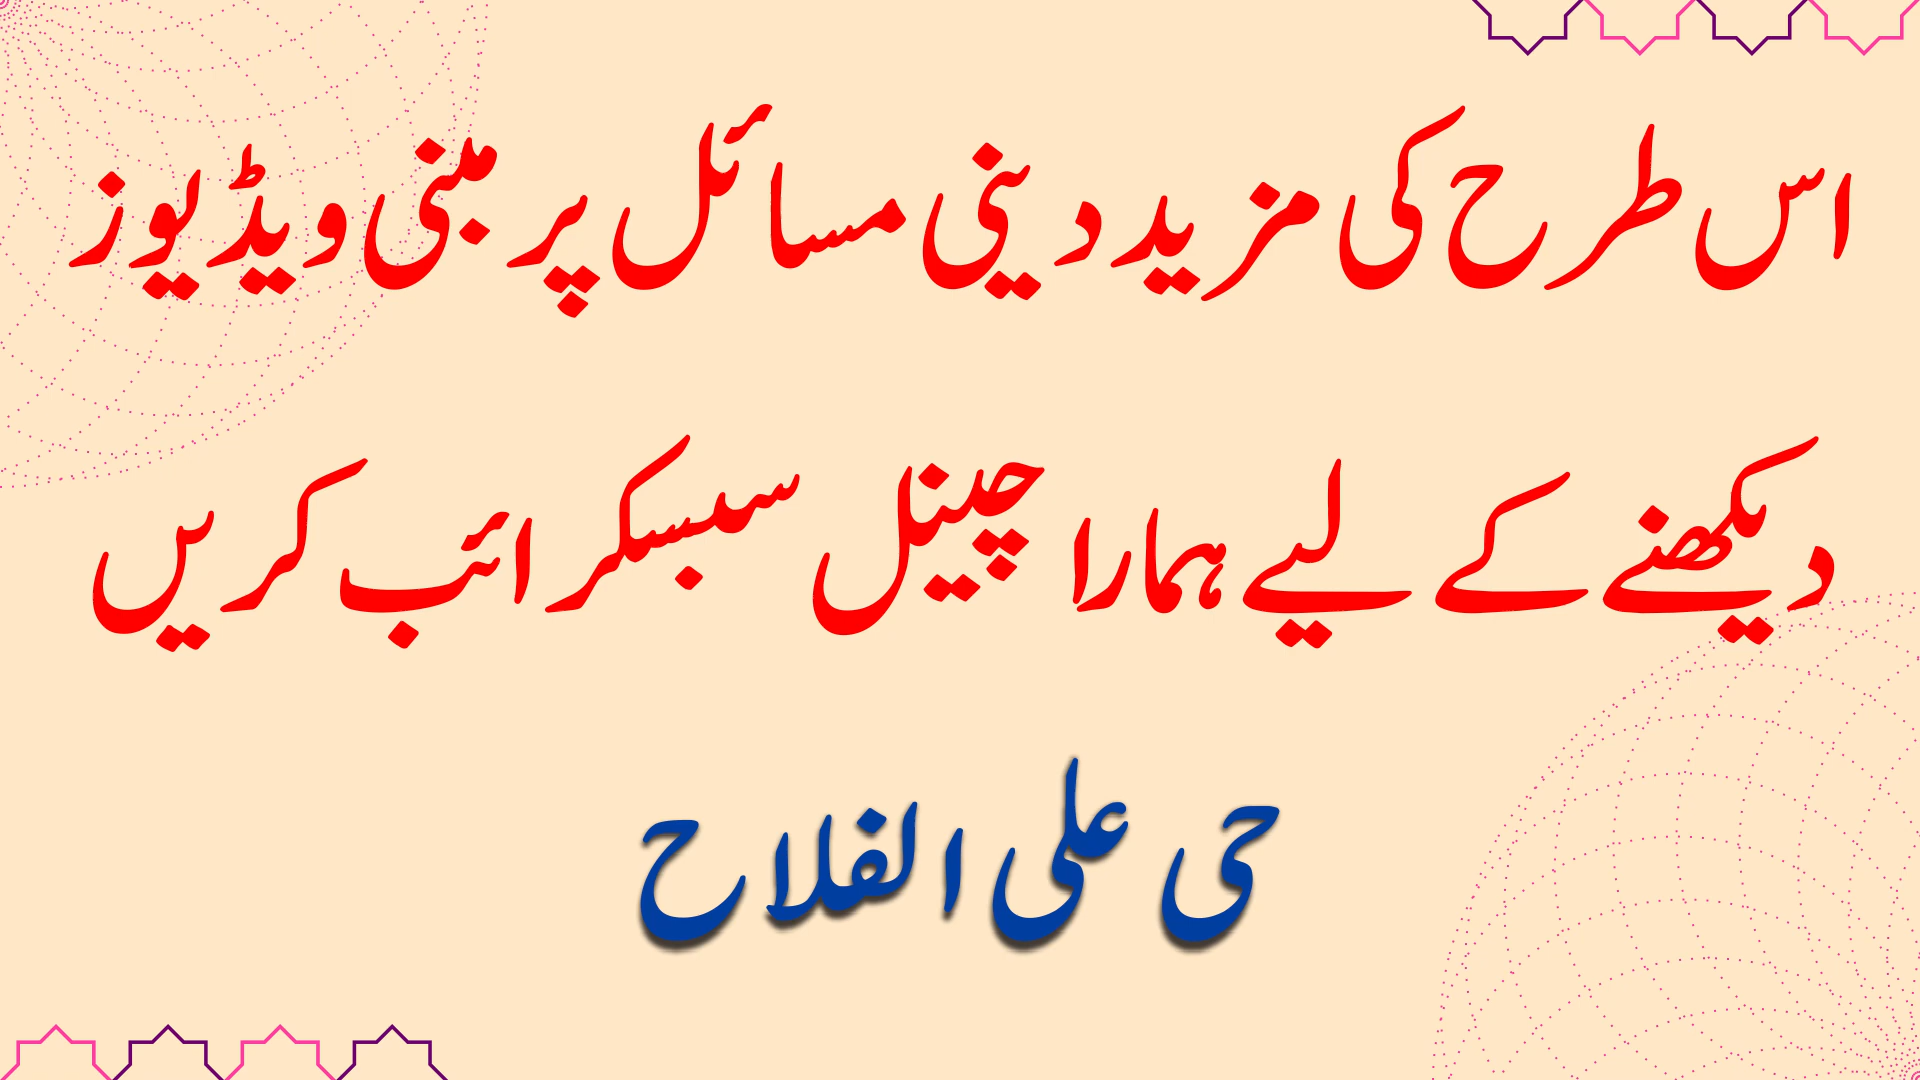 اس طرح کی مزید دینی مسائل پر مبنی ویڈیوز
دیکھنے کے لیے ہمارا چینل سبسکرائب کریں
حی علی الفلاح